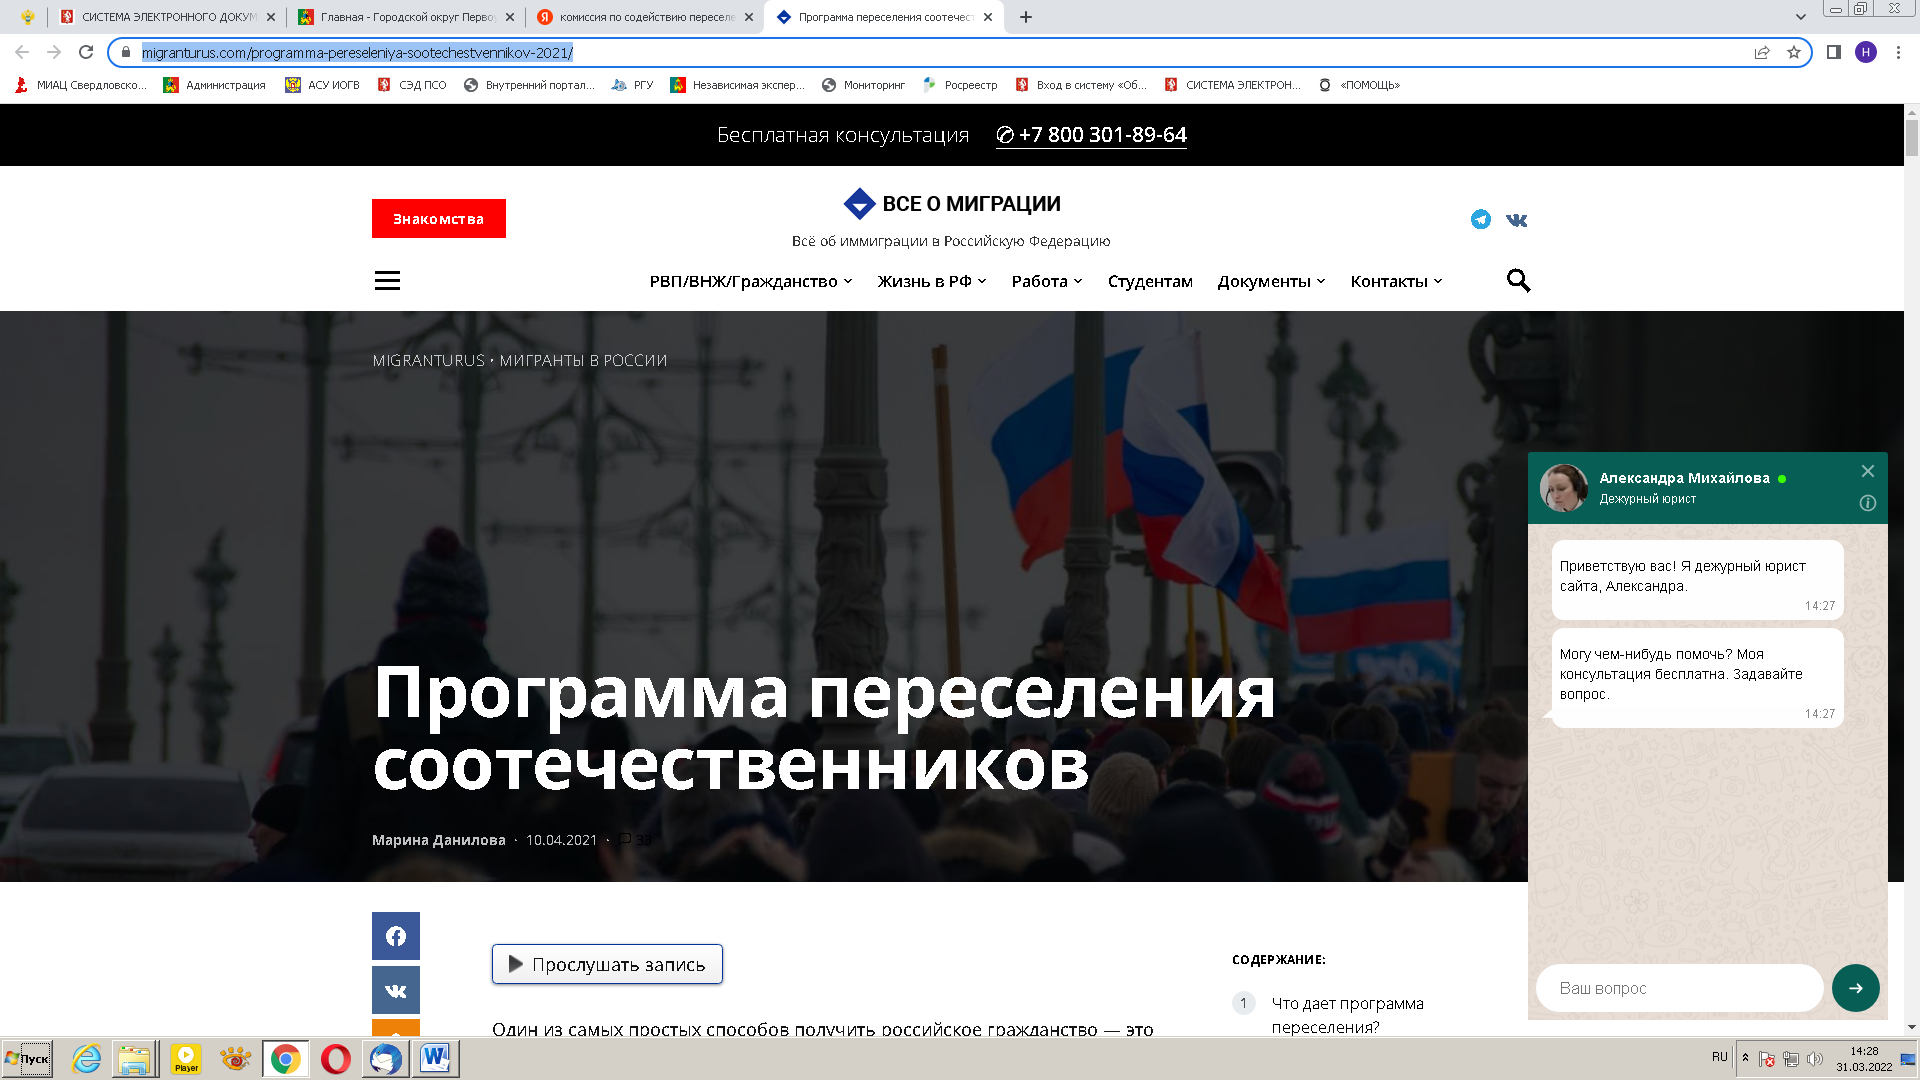 СИСТЕМА ЭЛЕКТРОННОГО ДОКУМ
Главная - Городской округ Первоу
комиссия по содействию переселе
Программа переселения соотечест
migranturus.com/programma-pereseleniya-sootechestvennikov-2021/
Н
МИАЦ Свердловско...
Администрация
АСУ ИОГВ
СЭД ПСО
Внутренний портал...
РГУ
Независимая экспер...
Мониторинг
Росреестр
Вход в систему «Об...
СИСТЕМА ЭЛЕКТРОН...
«ПОМОЩЬ»
Бесплатная консультация ✆ +7 800 301-89-64
Знакомства
ВСЕ О МИГРАЦИИ
Всё об иммиграции в Российскую Федерацию
РВП/ВНЖ/Гражданство Жизнь в РФ Работа Студентам Документы Контакты
MIGRANTURUS • МИГРАНТЫ В РОССИИ
Программа переселения
соотечественников
Марина Данилова · 10.04.2021 ·
Прослушать запись
Один из самых простых способов получить российское гражданство — это
СОДЕРЖАНИЕ:
1 Что дает программа
переселения?
Александра Михайлова
Дежурный юрист
Приветствую вас! Я дежурный юрист
сайта, Александра.
14:27
Могу чем-нибудь помочь? Моя
консультация бесплатна. Задавайте
вопрос.
14:27
Ваш вопрос
Пуск
Player
RU
14:28
31.03.2022